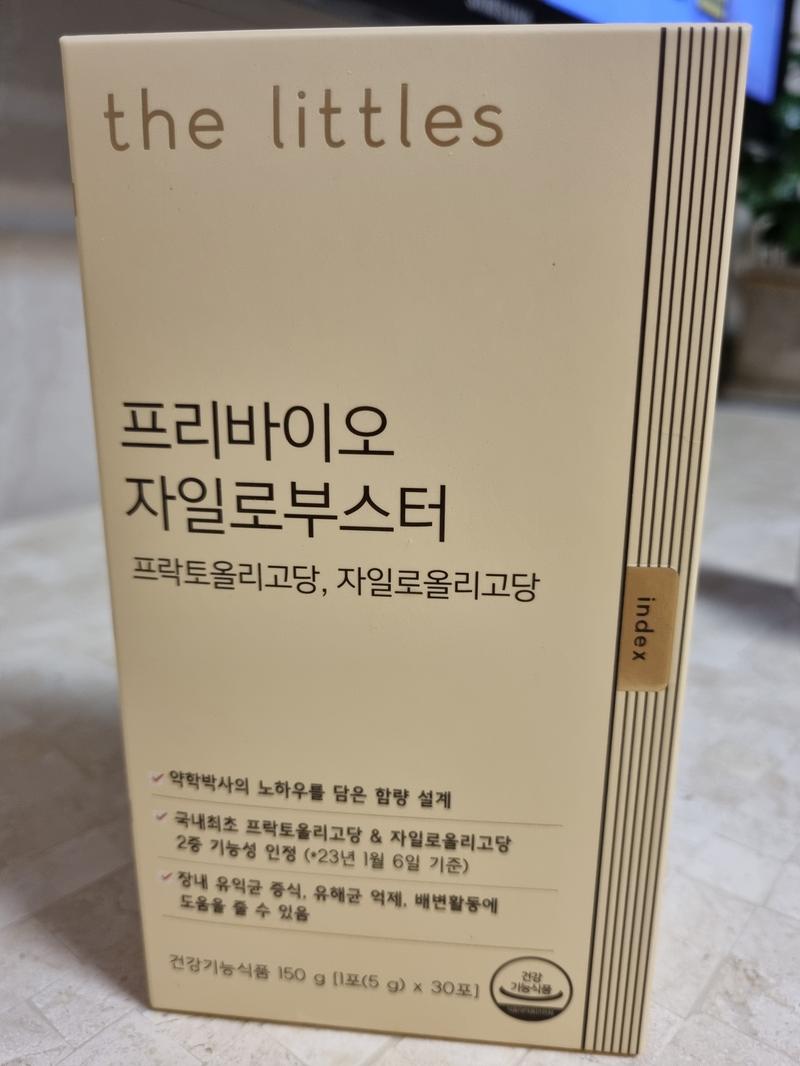 the littles
프리바이오
자일로부스터
프락토올리고당, 자일로올리고당
index
약학박사의 노하우를 담은 함량 설계
국내최초 프락토올리고당 & 자일로올리고당
2중 기능성 인정 (*23년 1월 6일 기준)
장내 유익균 증식, 유해균 억제, 배변활동에
도움을 줄 수 있음
건강기능식품 150 g [1포(5 g) x 30포]
건강
기능식품